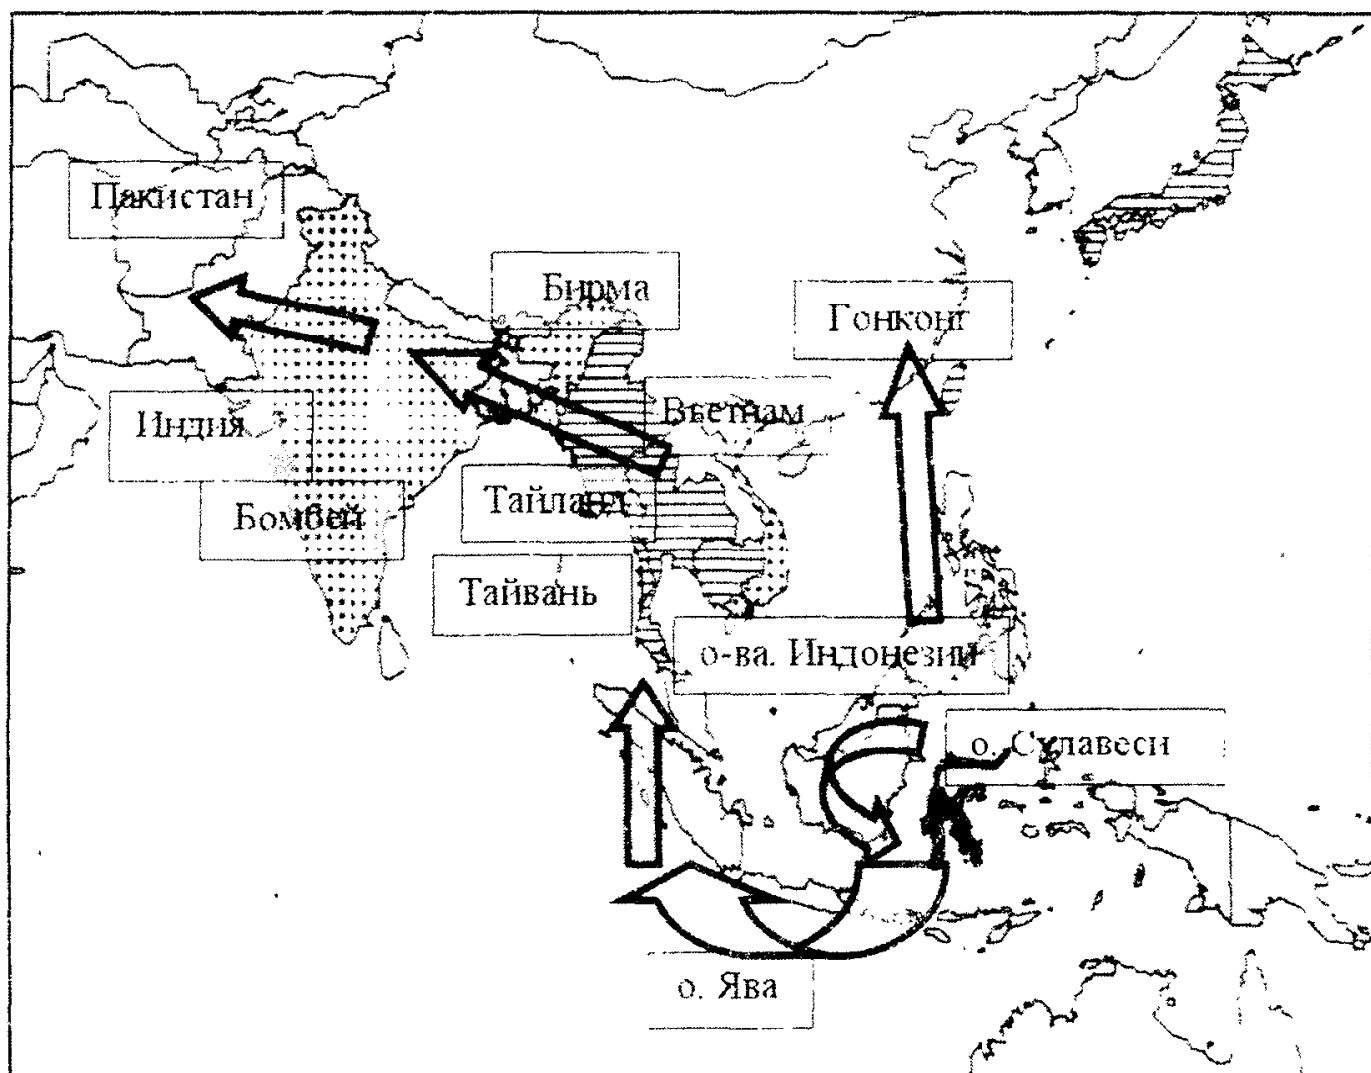 Пакистан
Бирма
Гонконг
Индия
Вьетнам
Бомбей
Тайланд
Тайвань
о-ва. Индонезии
о. Сулавеси
о. Ява